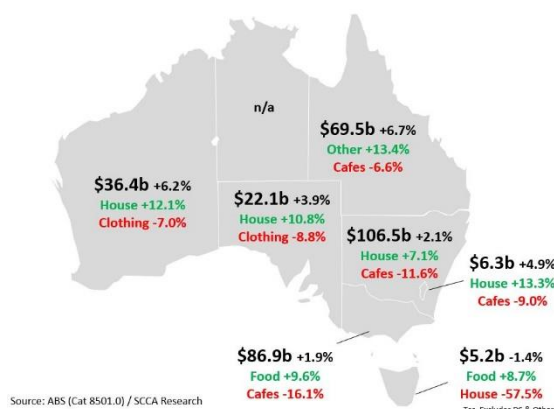 n/a
$69.5b +6.7%
Other +13.4%
Cafes -6.6%
$36.4b +6.2%
House +12.1%
Clothing -7.0%
$22.1b +3.9%
House +10.8%
Clothing -8.8%
$106.5b +2.1%
House +7.1%
Cafes -11.6%
$6.3b +4.9%
House +13.3%
Cafes -9.0%
$86.9b +1.9%
Food +9.6%
Cafes -16.1%
$5.2b -1.4%
Food +8.7%
House -57.5%
Source: ABS (Cat 8501.0) / SCCA Research